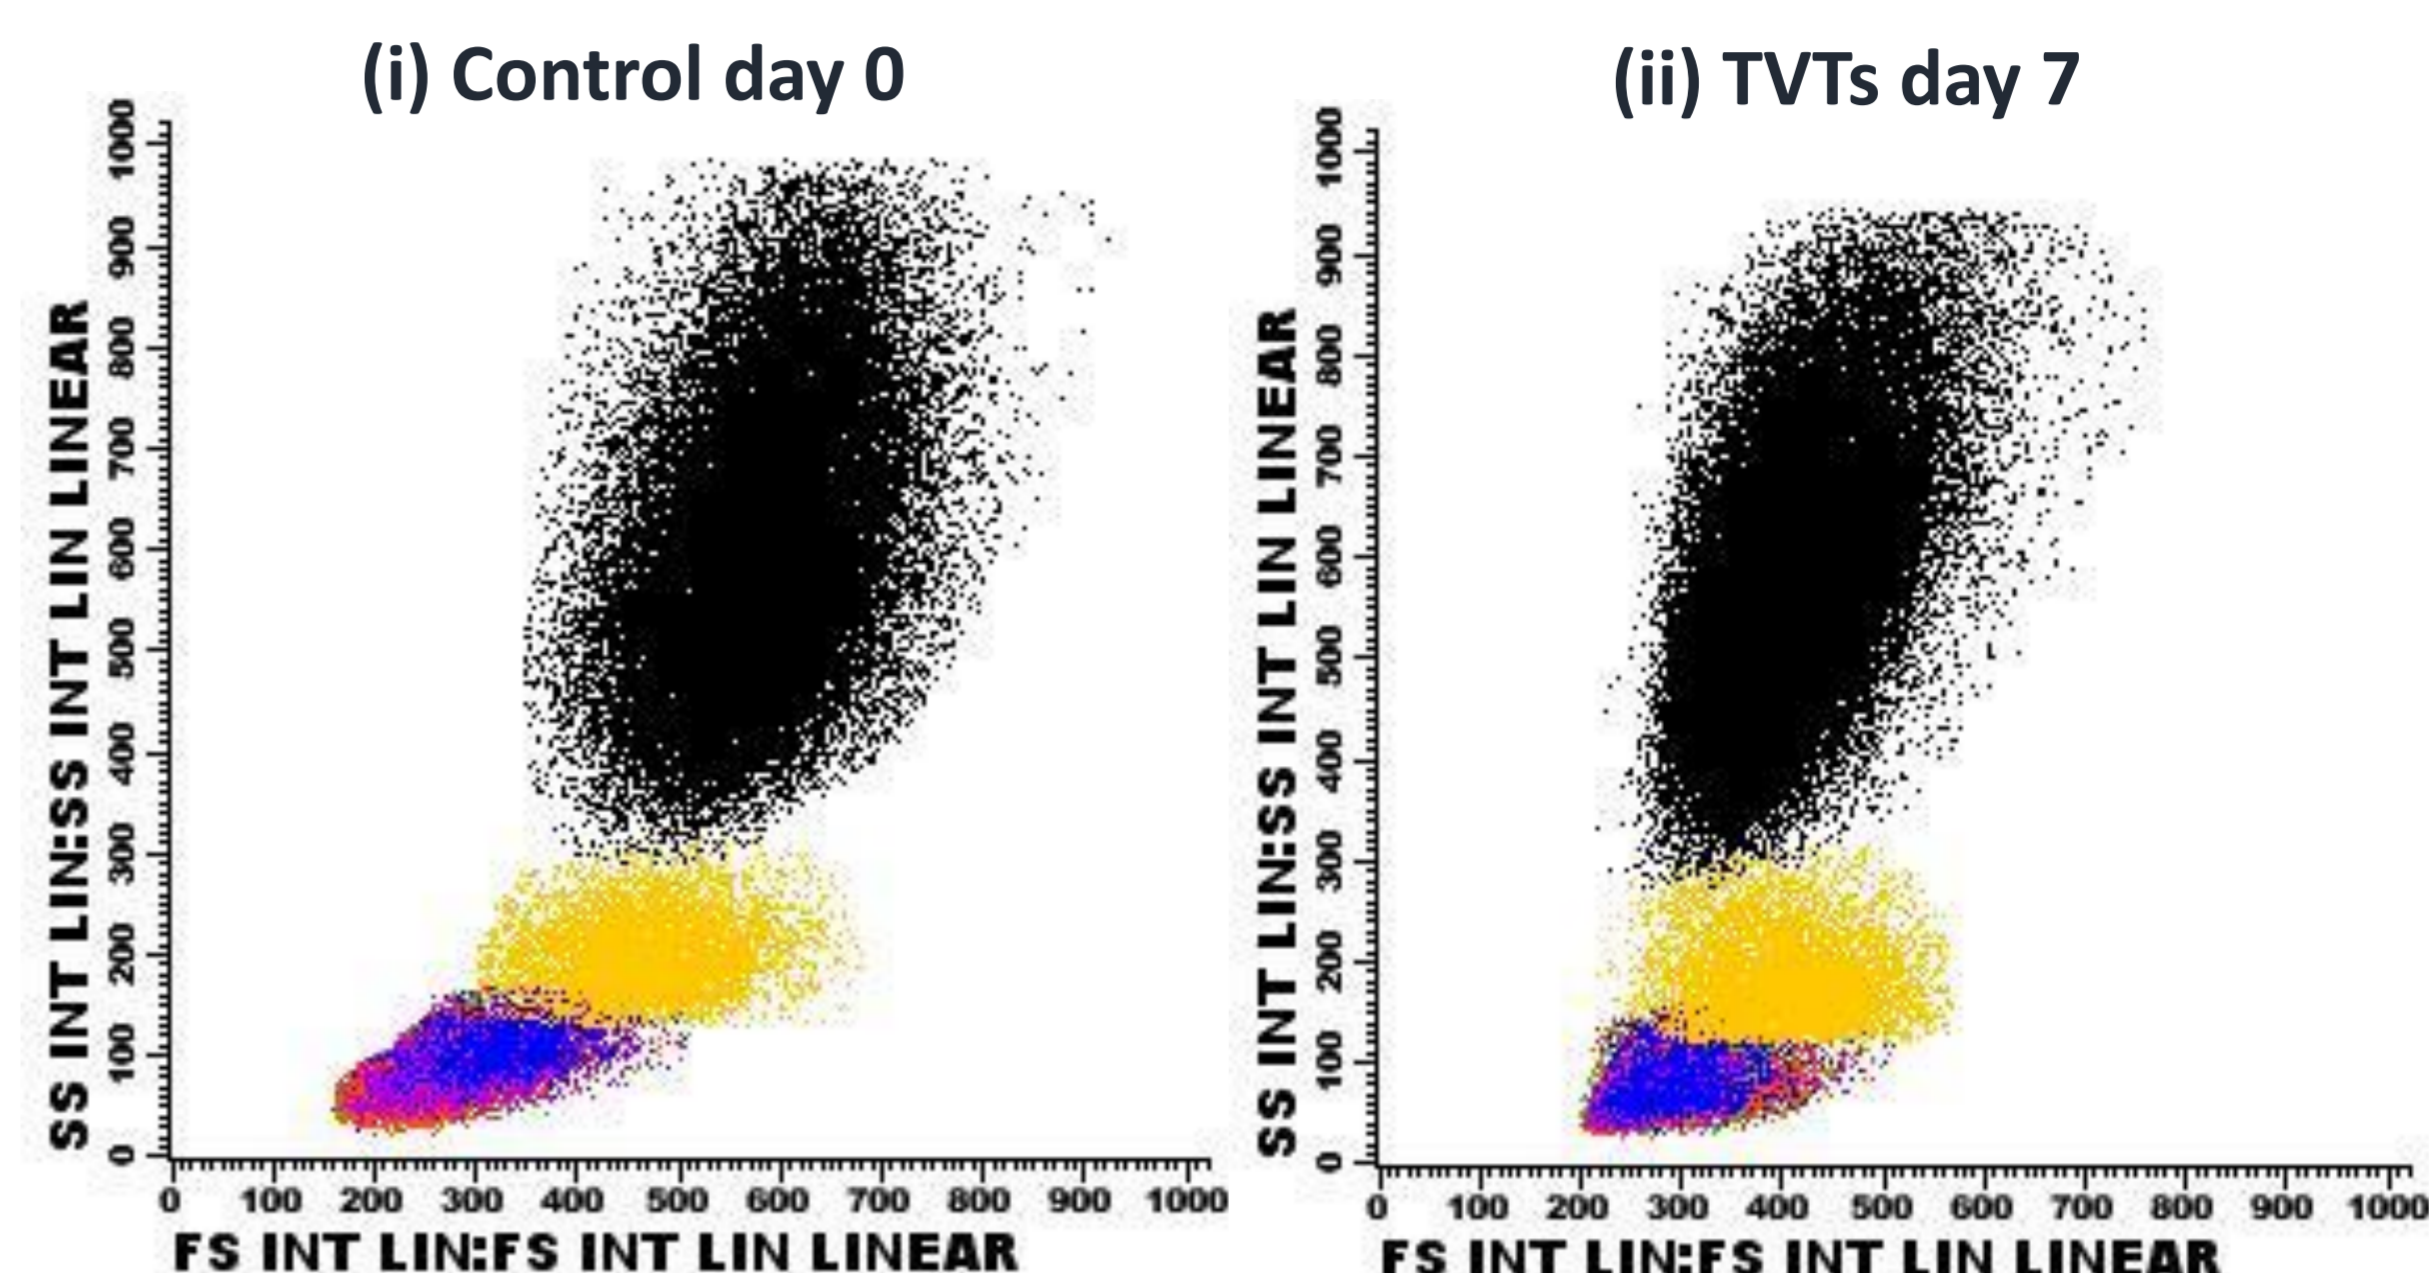 (i) Control day 0
SS INT LIN:SS INT LIN LINEAR
1000
900
800
700
600
500
400
300
200
100
0
0 100 200 300 400 500 600 700 800 900 1000
FS INT LIN:FS INT LIN LINEAR
(ii) TVTs day 7
SS INT LIN:SS INT LIN LINEAR
1000
900
800
700
600
500
400
300
200
100
0
0 100 200 300 400 500 600 700 800 900 1000
FS INT LIN:FS INT LIN LINEAR